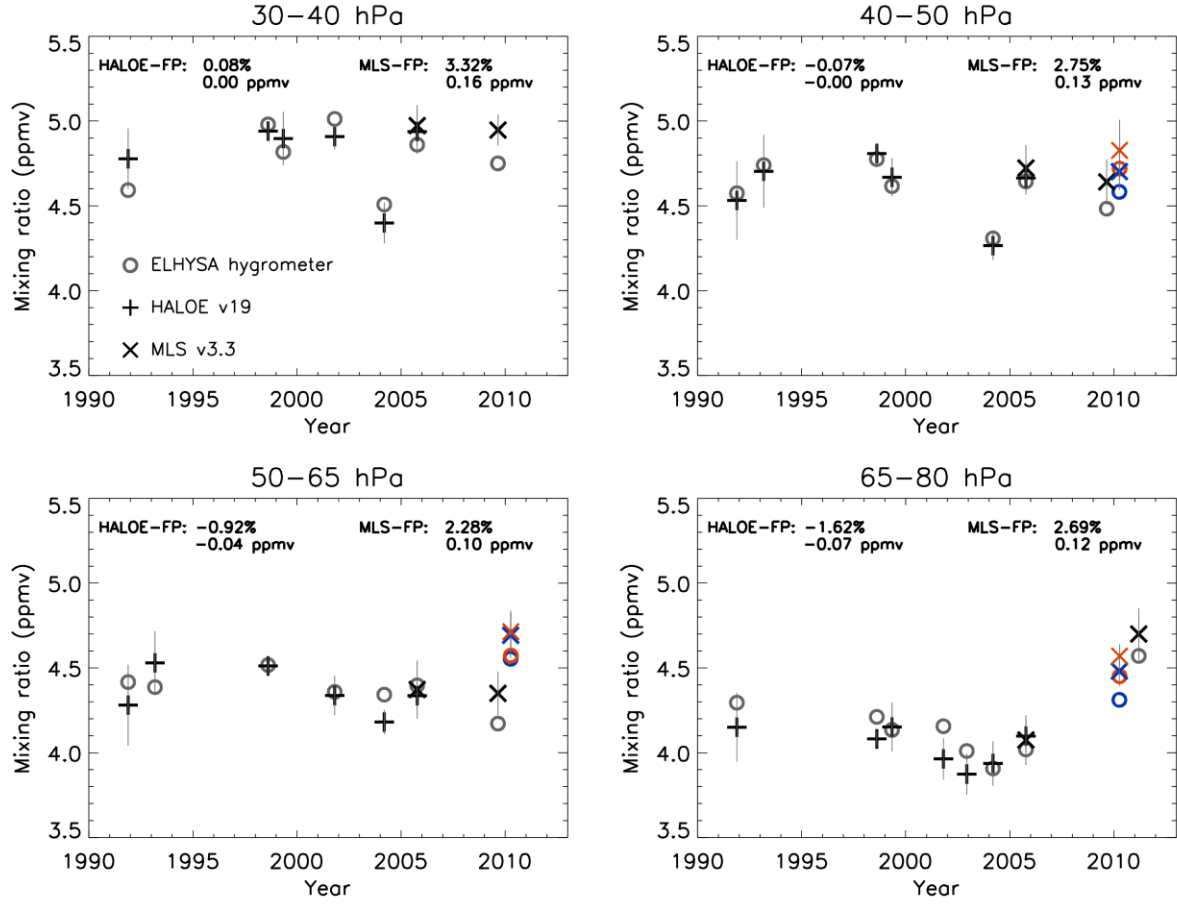 30−40 hPa
HALOE−FP: 0.08% MLS−FP: 3.32%
0.00 ppmv 0.16 ppmv
Mixing ratio (ppmv)
5.5
5.0
4.5
4.0
3.5
ELHYSA hygrometer
HALOE v19
MLS v3.3
1990 1995 2000 2005 2010
Year
40−50 hPa
HALOE−FP: −0.07% MLS−FP: 2.75%
−0.00 ppmv 0.13 ppmv
Mixing ratio (ppmv)
5.5
5.0
4.5
4.0
3.5
1990 1995 2000 2005 2010
Year
50−65 hPa
HALOE−FP: −0.92% MLS−FP: 2.28%
−0.04 ppmv 0.10 ppmv
Mixing ratio (ppmv)
5.5
5.0
4.5
4.0
3.5
1990 1995 2000 2005 2010
Year
65−80 hPa
HALOE−FP: −1.62% MLS−FP: 2.69%
−0.07 ppmv 0.12 ppmv
Mixing ratio (ppmv)
5.5
5.0
4.5
4.0
3.5
1990 1995 2000 2005 2010
Year